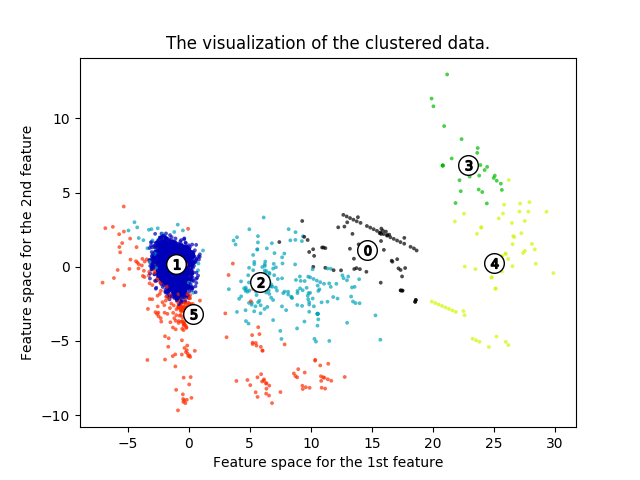 The visualization of the clustered data.
Feature space for the 2nd feature
10
5
0
−5
−10
3
0
1
4
2
5
−5 0 5 10 15 20 25 30
Feature space for the 1st feature